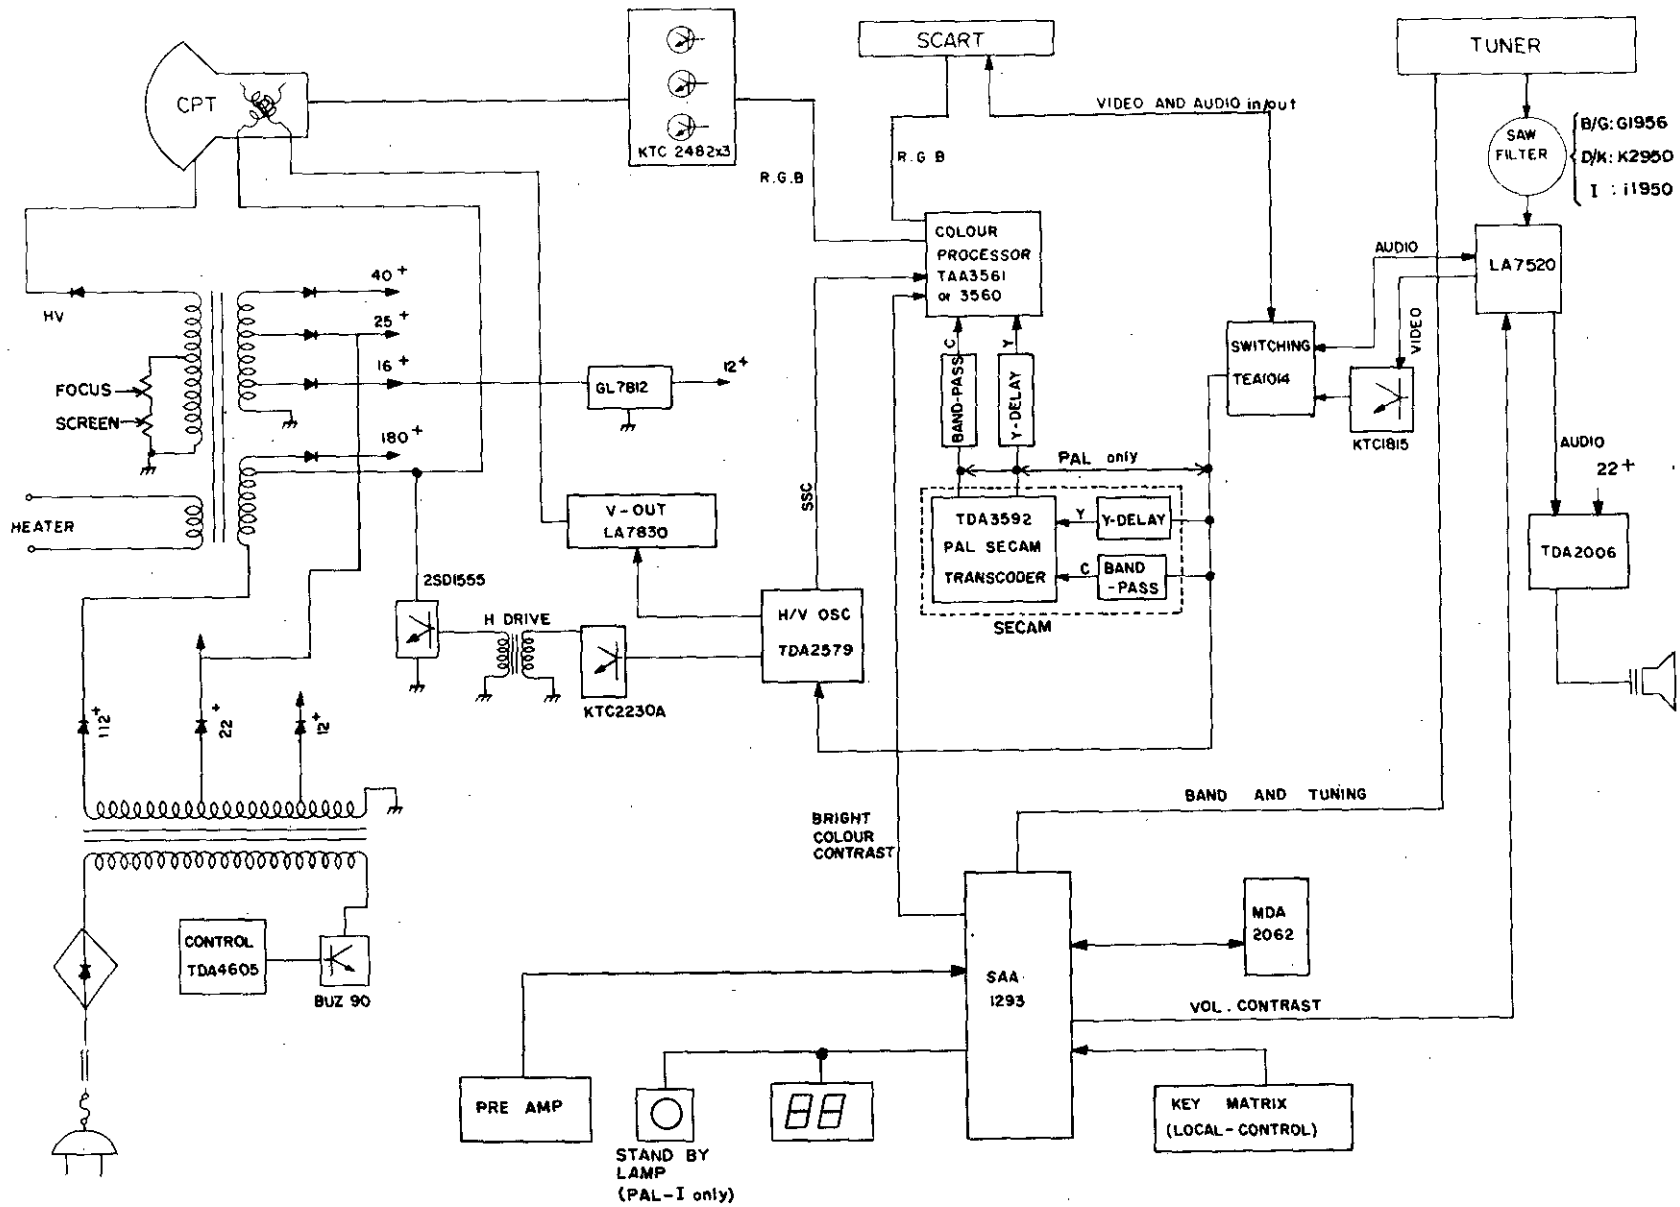 CPT
KTC 2482x3
SCART
TUNER
VIDEO AND AUDIO in/out
SAW
FILTER
B/G: G1956
D/K: K2950
I : i1950
R.G.B
R.G.B
COLOUR
PROCESSOR
TAA3561
or 3560
AUDIO
LA7520
HV
40+
25+
16+
GL7812
12+
FOCUS
SCREEN
180+
C
Y
BAND-PASS
Y-DELAY
SWITCHING
TEA1014
VIDEO
KTC1815
AUDIO
22+
PAL only
HEATER
V-OUT
LA7830
SSC
TDA3592
PAL SECAM
TRANSCODER
Y
Y-DELAY
C
BAND
-PASS
SECAM
TDA2006
2SD1555
H DRIVE
H/V OSC
TDA2579
KTC2230A
112+
22+
12+
BAND AND TUNING
BRIGHT
COLOUR
CONTRAST
CONTROL
TDA4605
BUZ 90
SAA
1293
MDA
2062
VOL. CONTRAST
PRE AMP
88
KEY MATRIX
(LOCAL-CONTROL)
STAND BY
LAMP
(PAL-I only)